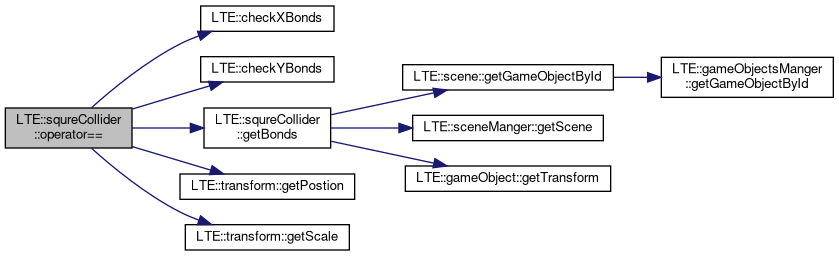 LTE::checkXBonds
LTE::checkYBonds
LTE::squreCollider
::operator==
LTE::squreCollider
::getBonds
LTE::scene::getGameObjectById
LTE::gameObjectsManger
::getGameObjectById
LTE::sceneManger::getScene
LTE::gameObject::getTransform
LTE::transform::getPostion
LTE::transform::getScale